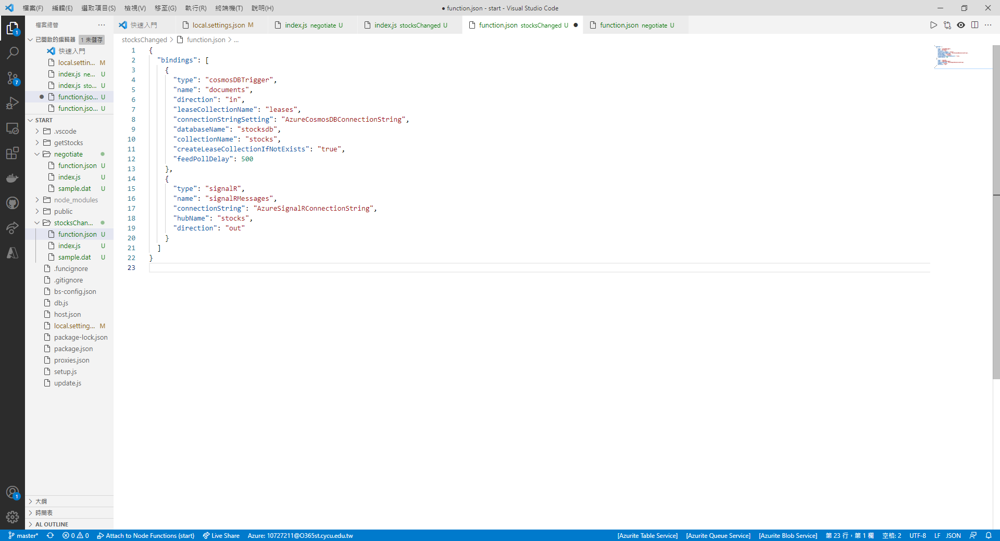 檔案(F) 編輯(E) 選取項目(S) 檢視(V) 移至(G) 執行(R) 終端機(T) 說明(H)
● function.json - start - Visual Studio Code
檔案總管
快速入門
local.settings.json M
index.js negotiate U
index.js stocksChanged U
function.json stocksChanged U ●
function.json negotiate U
已開啟的編輯器 1 未儲存
快速入門
local.settin... M
index.js ne... U
index.js sto... U
function.jso... U
function.jso... U
START
.vscode
getStocks
negotiate
function.json U
index.js U
sample.dat U
node_modules
public
stocksChan...
function.json U
index.js U
sample.dat U
.funcignore
.gitignore
bs-config.json
db.js
host.json
local.setting... M
package-lock.json
package.json
proxies.json
setup.js
update.js
大綱
時間表
AL OUTLINE
1
7
1
stocksChanged > function.json > ...
1 {
2 "bindings": [
3 {
4 "type": "cosmosDBTrigger",
5 "name": "documents",
6 "direction": "in",
7 "leaseCollectionName": "leases",
8 "connectionStringSetting": "AzureCosmosDBConnectionString",
9 "databaseName": "stocksdb",
10 "collectionName": "stocks",
11 "createLeaseCollectionIfNotExists": "true",
12 "feedPollDelay": 500
13 },
14 {
15 "type": "signalR",
16 "name": "signalRMessages",
17 "connectionString": "AzureSignalRConnectionString",
18 "hubName": "stocks",
19 "direction": "out"
20 }
21 ]
22 }
23
master* 0 0 Attach to Node Functions (start) Live Share Azure: 10727211@O365st.cycu.edu.tw
[Azurite Table Service] [Azurite Queue Service] [Azurite Blob Service] 第 23 行，第 1 欄 空格: 2 UTF-8 LF JSON